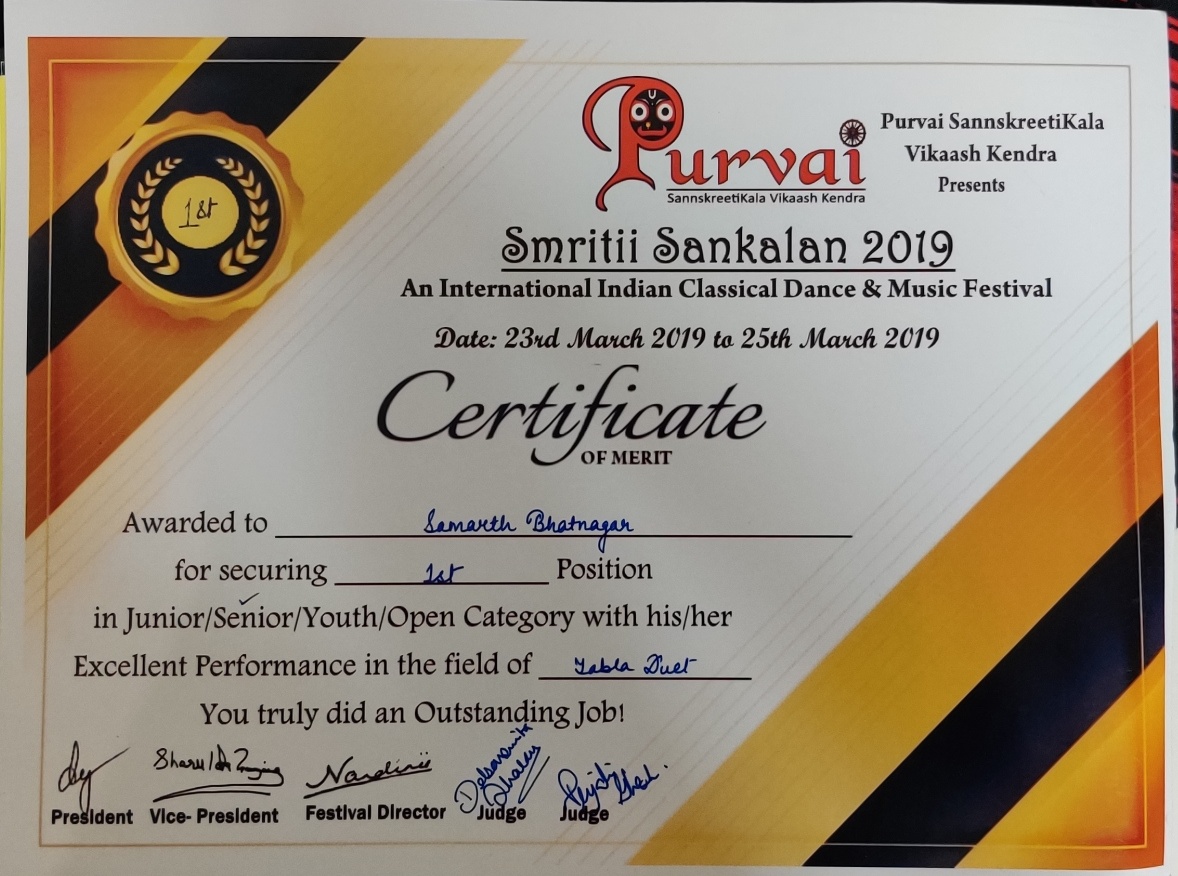 1st
Purvai
SannskreetiKala Vikaash Kendra
Purvai SannskreetiKala
Vikaash Kendra
Presents
Smritii Sankalan 2019
An International Indian Classical Dance & Music Festival
Date: 23rd March 2019 to 25th March 2019
Certificate
OF MERIT
Awarded to Samarth Bhatnagar
for securing 1st Position
in Junior/Senior/Youth/Open Category with his/her
Excellent Performance in the field of Tabla Duet
You truly did an Outstanding Job!
Nandinii
President Vice- President Festival Director Judge Judge